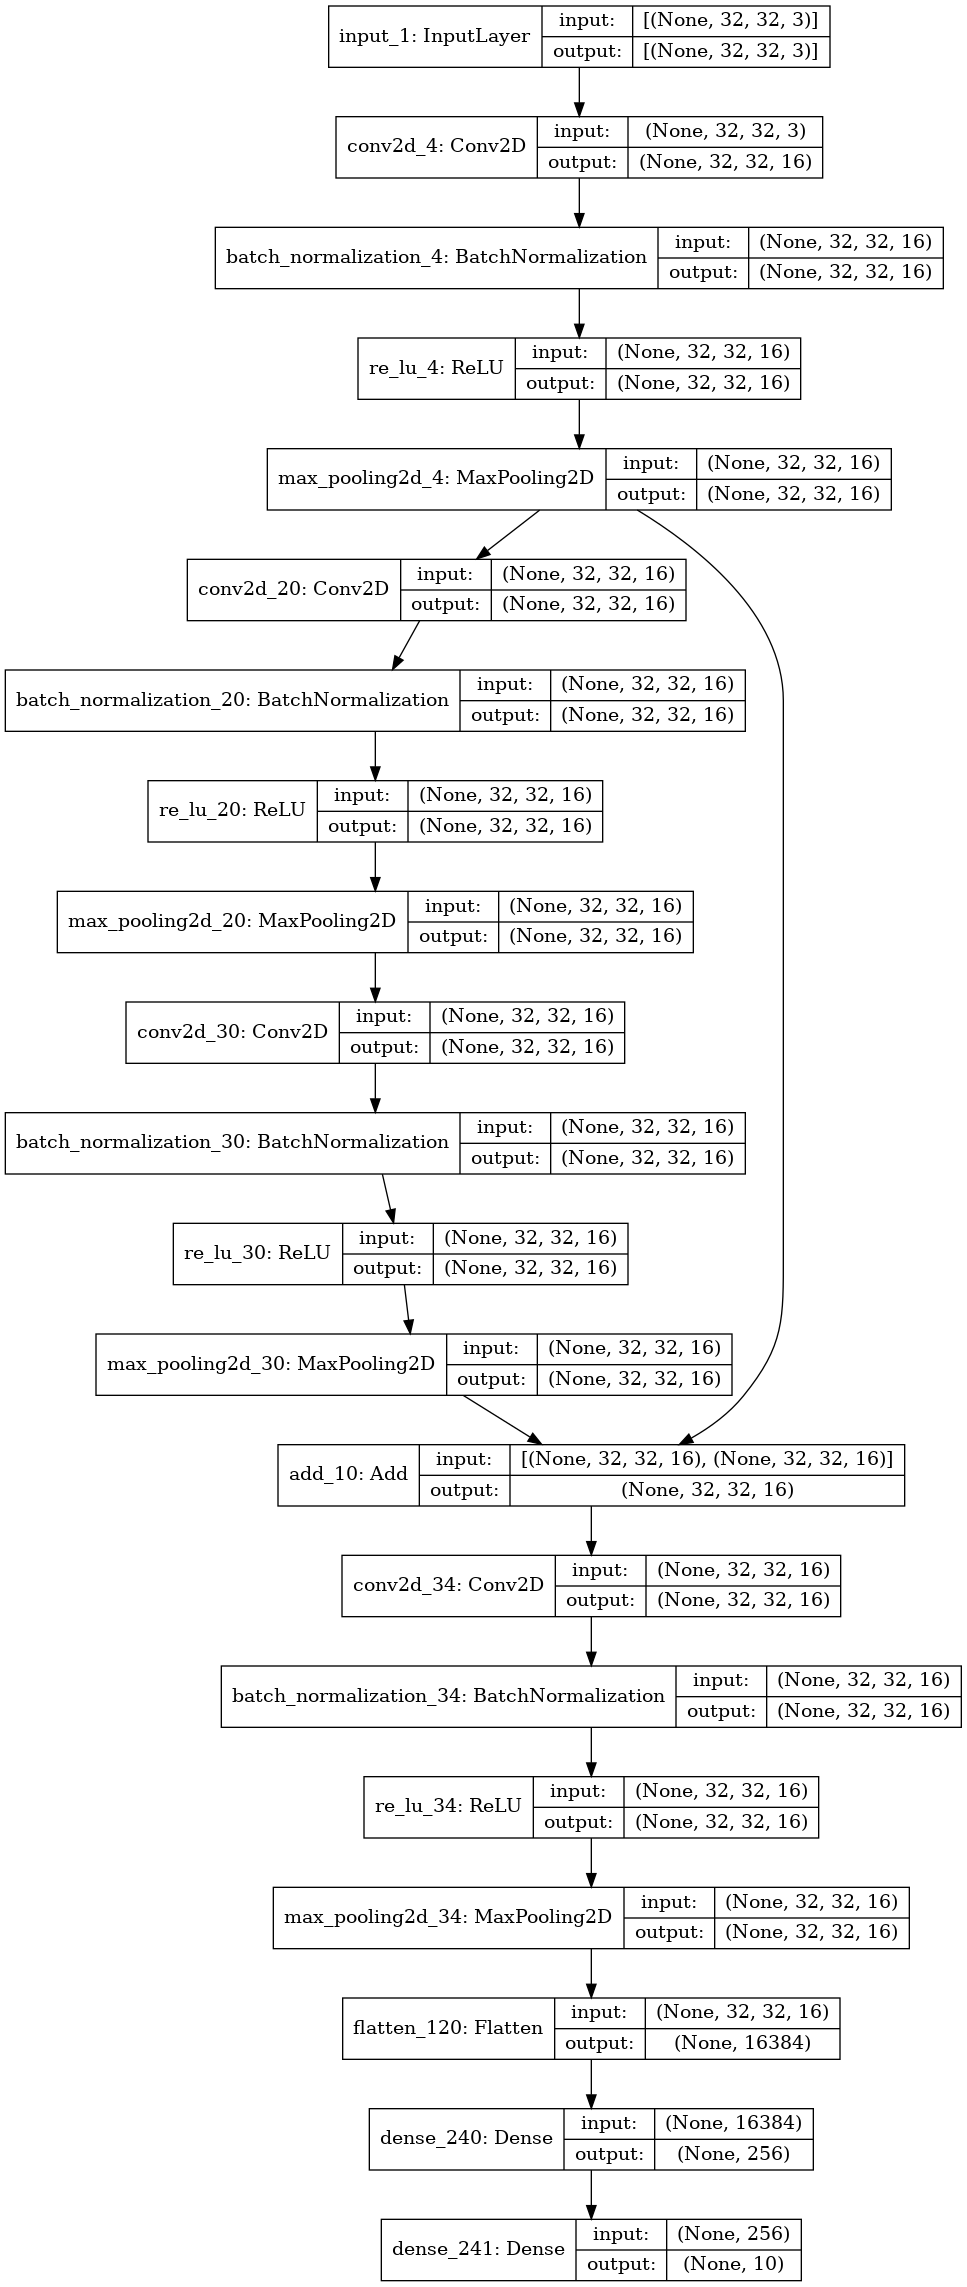 input_1: InputLayer
input: [(None, 32, 32, 3)]
output: [(None, 32, 32, 3)]
conv2d_4: Conv2D
input: (None, 32, 32, 3)
output: (None, 32, 32, 16)
batch_normalization_4: BatchNormalization
input: (None, 32, 32, 16)
output: (None, 32, 32, 16)
re_lu_4: ReLU
input: (None, 32, 32, 16)
output: (None, 32, 32, 16)
max_pooling2d_4: MaxPooling2D
input: (None, 32, 32, 16)
output: (None, 32, 32, 16)
conv2d_20: Conv2D
input: (None, 32, 32, 16)
output: (None, 32, 32, 16)
batch_normalization_20: BatchNormalization
input: (None, 32, 32, 16)
output: (None, 32, 32, 16)
re_lu_20: ReLU
input: (None, 32, 32, 16)
output: (None, 32, 32, 16)
max_pooling2d_20: MaxPooling2D
input: (None, 32, 32, 16)
output: (None, 32, 32, 16)
conv2d_30: Conv2D
input: (None, 32, 32, 16)
output: (None, 32, 32, 16)
batch_normalization_30: BatchNormalization
input: (None, 32, 32, 16)
output: (None, 32, 32, 16)
re_lu_30: ReLU
input: (None, 32, 32, 16)
output: (None, 32, 32, 16)
max_pooling2d_30: MaxPooling2D
input: (None, 32, 32, 16)
output: (None, 32, 32, 16)
add_10: Add
input: [(None, 32, 32, 16), (None, 32, 32, 16)]
output: (None, 32, 32, 16)
conv2d_34: Conv2D
input: (None, 32, 32, 16)
output: (None, 32, 32, 16)
batch_normalization_34: BatchNormalization
input: (None, 32, 32, 16)
output: (None, 32, 32, 16)
re_lu_34: ReLU
input: (None, 32, 32, 16)
output: (None, 32, 32, 16)
max_pooling2d_34: MaxPooling2D
input: (None, 32, 32, 16)
output: (None, 32, 32, 16)
flatten_120: Flatten
input: (None, 32, 32, 16)
output: (None, 16384)
dense_240: Dense
input: (None, 16384)
output: (None, 256)
dense_241: Dense
input: (None, 256)
output: (None, 10)